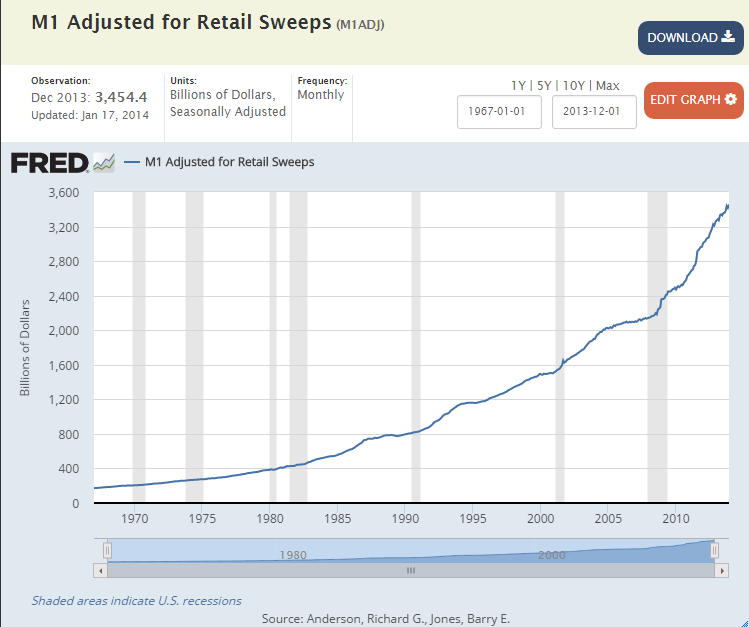 M1 Adjusted for Retail Sweeps (M1ADJ)
DOWNLOAD
Observation:
Dec 2013: 3,454.4
Updated: Jan 17, 2014
Units:
Billions of Dollars,
Seasonally Adjusted
Frequency:
Monthly
1Y | 5Y | 10Y | Max
1967-01-01
2013-12-01
EDIT GRAPH
FRED
M1 Adjusted for Retail Sweeps
Billions of Dollars
3,600
3,200
2,800
2,400
2,000
1,600
1,200
800
400
0
1970 1975 1980 1985 1990 1995 2000 2005 2010
1980 2000
Shaded areas indicate U.S. recessions
Source: Anderson, Richard G., Jones, Barry E.